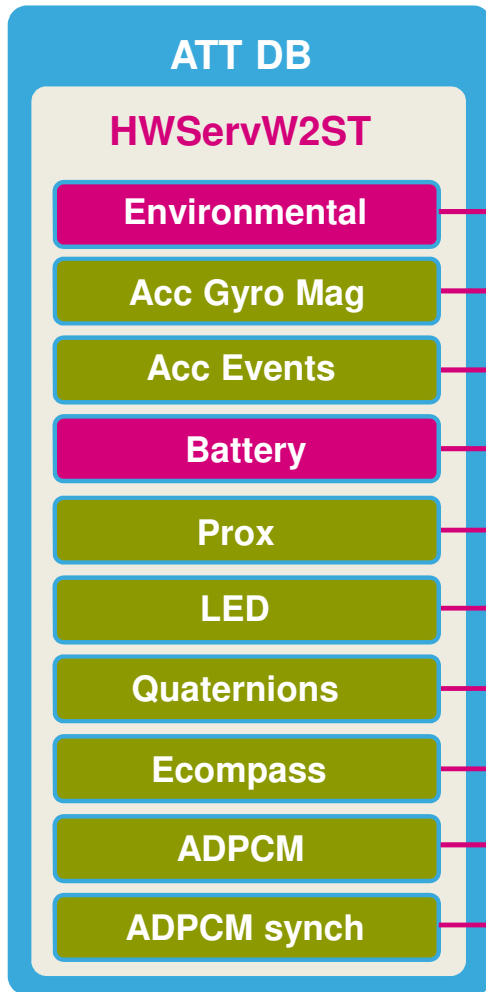 ATT DB
HWServW2ST
Environmental
Acc Gyro Mag
Acc Events
Battery
Prox
LED
Quaternions
Ecompass
ADPCM
ADPCM synch